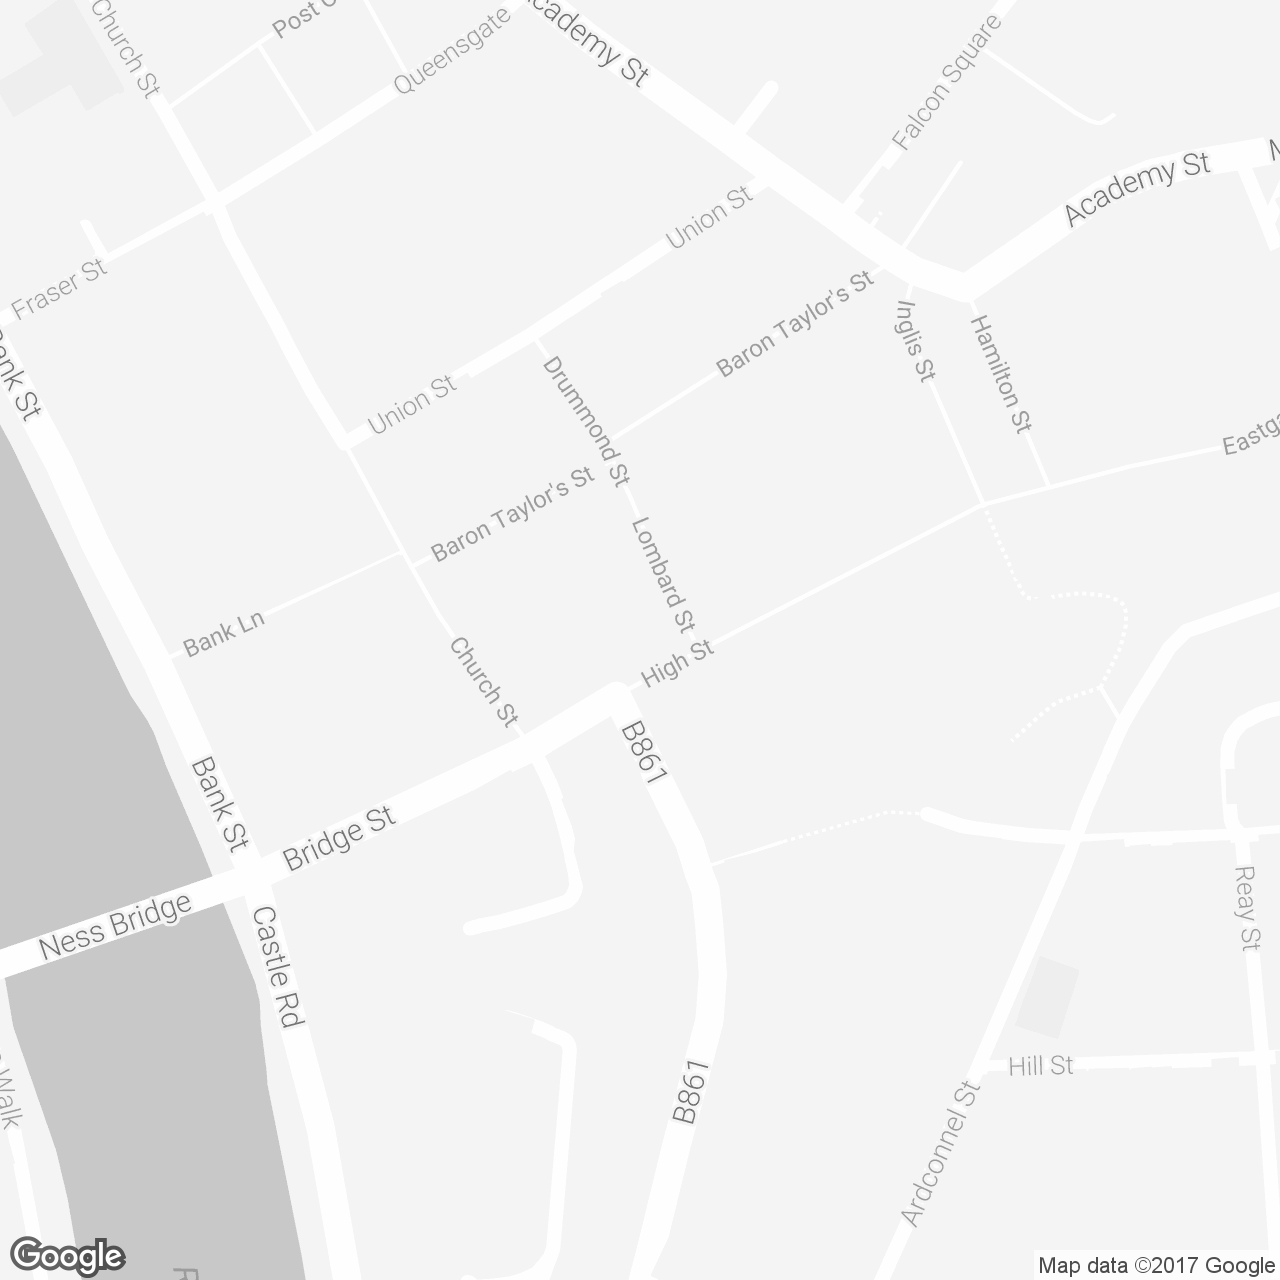 Church St
Post
Queensgate
Academy St
Falcon Square
Academy St
Union St
Fraser St
Baron Taylor's St
Inglis St
Hamilton St
Bank St
Union St
Drummond St
Eastga
Baron Taylor's St
Lombard St
Bank Ln
Church St
High St
B861
Bank St
Bridge St
Ness Bridge
Castle Rd
Reay St
Walk
B861
Hill St
Ardconnel St
Google
Map data ©2017 Google